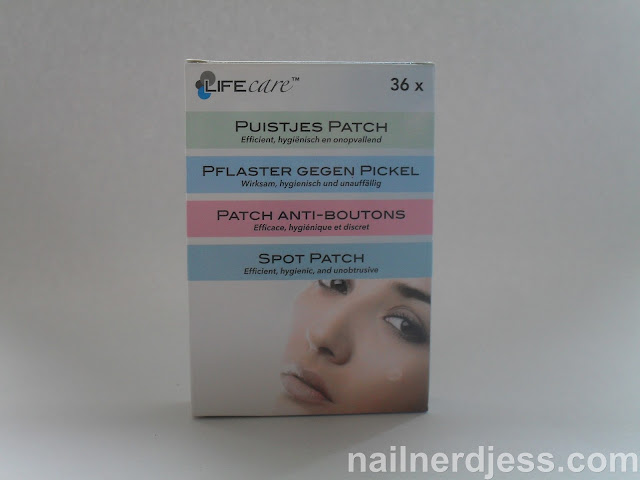 LIFEcare™
36 x
PUISTJES PATCH
Efficient, hygiënisch en onopvallend
PFLASTER GEGEN PICKEL
Wirksam, hygienisch und unauffällig
PATCH ANTI-BOUTONS
Efficace, hygiénique et discret
SPOT PATCH
Efficient, hygienic, and unobtrusive
nailnerdjess.com